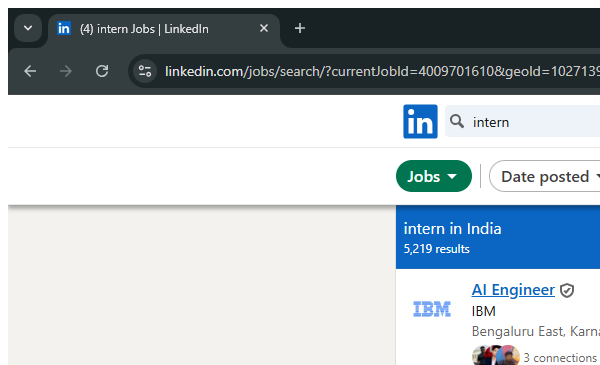 (4) intern Jobs | LinkedIn
linkedin.com/jobs/search/?currentJobId=4009701610&geoId=1027139
in
intern
Jobs
Date posted
intern in India
5,219 results
AI Engineer
IBM
IBM
Bengaluru East, Karna
3 connections